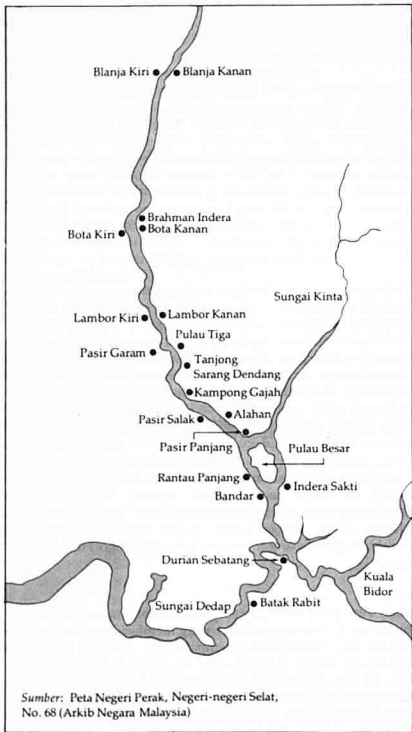 Blanja Kiri
Blanja Kanan
Brahman Indera
Bota Kiri
Bota Kanan
Sungai Kinta
Lambor Kiri
Lambor Kanan
Pulau Tiga
Pasir Garam
Tanjong
Sarang Dendang
Kampong Gajah
Pasir Salak
Alahan
Pasir Panjang
Pulau Besar
Rantau Panjang
Indera Sakti
Bandar
Durian Sebatang
Kuala
Bidor
Sungai Dedap
Batak Rabit
Sumber: Peta Negeri Perak, Negeri-negeri Selat,
No. 68 (Arkib Negara Malaysia)